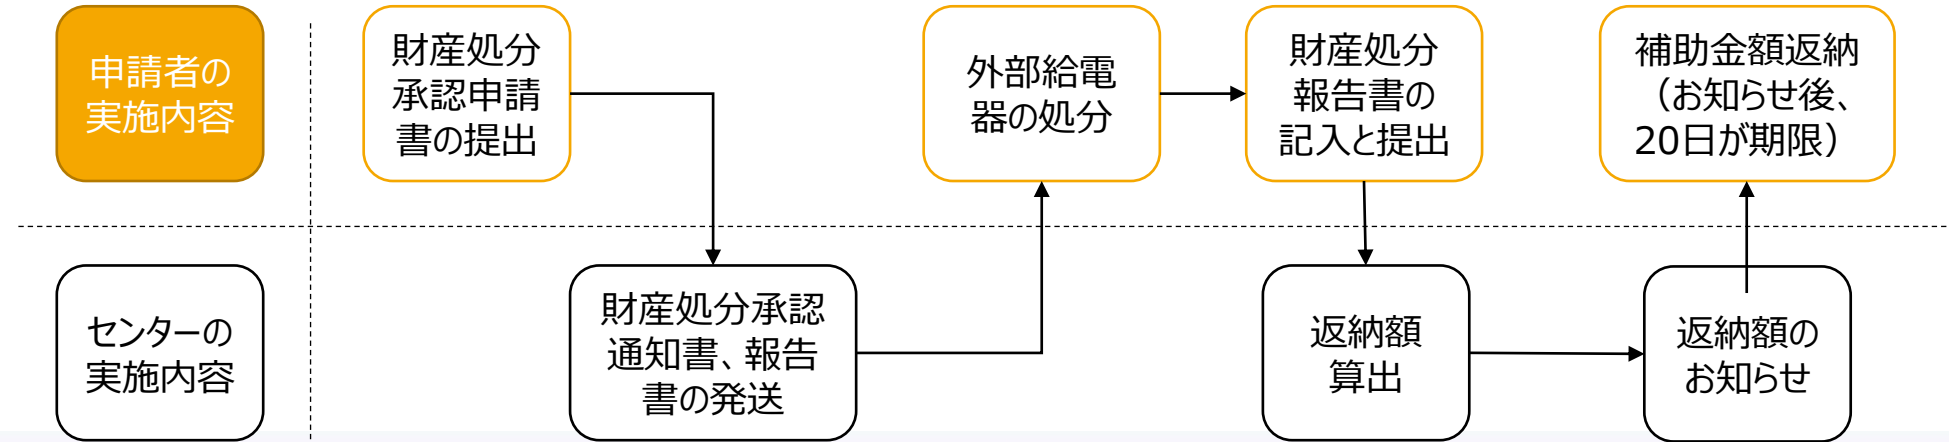 申請者の
実施内容
財産処分
承認申請
書の提出
外部給電
器の処分
財産処分
報告書の
記入と提出
補助金額返納
（お知らせ後、
20日が期限）
センターの
実施内容
財産処分承認
通知書、報告
書の発送
返納額
算出
返納額の
お知らせ